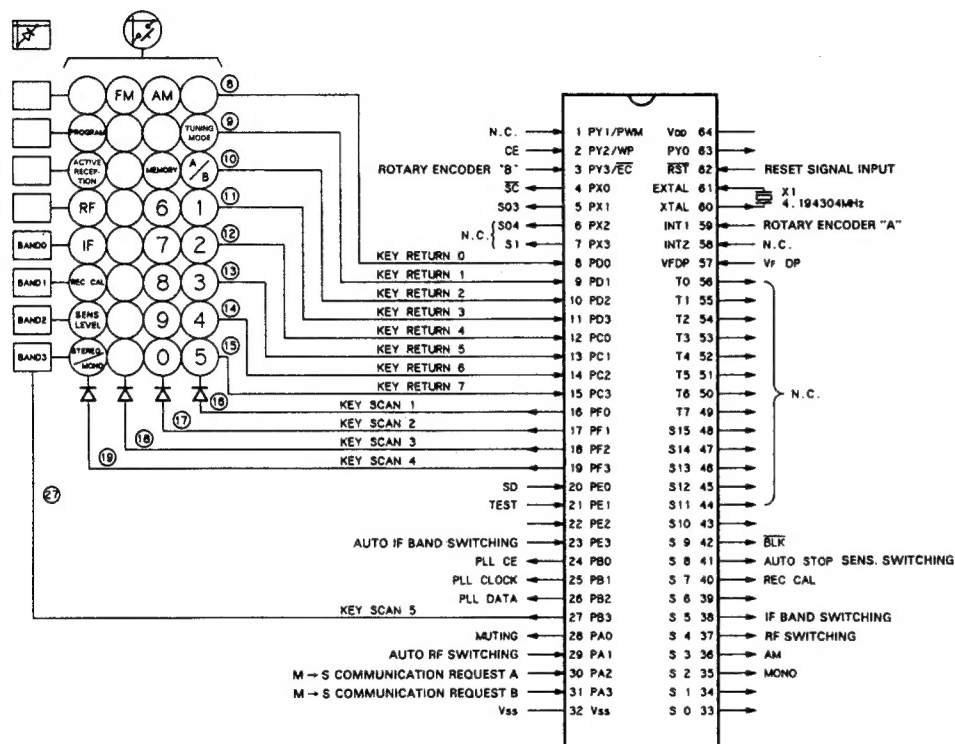 FM AM ⑧
PROGRAM TUNING MODE ⑨
ACTIVE RECEP-TION MEMORY A/B ⑩
RF 6 1 ⑪
BAND0 IF 7 2 ⑫
BAND1 REC CAL 8 3 ⑬
BAND2 SENS LEVEL 9 4 ⑭
BAND3 STEREO/MONO 0 5 ⑮
⑯
⑰
⑱
⑲
㉗
KEY RETURN 0
KEY RETURN 1
KEY RETURN 2
KEY RETURN 3
KEY RETURN 4
KEY RETURN 5
KEY RETURN 6
KEY RETURN 7
KEY SCAN 1
KEY SCAN 2
KEY SCAN 3
KEY SCAN 4
KEY SCAN 5
N.C. 1 PY1/PWM
CE 2 PY2/WP
ROTARY ENCODER "B" 3 PY3/EC
SC 4 PX0
S03 5 PX1
N.C.
S04 6 PX2
S1 7 PX3
8 PD0
9 PD1
10 PD2
11 PD3
12 PC0
13 PC1
14 PC2
15 PC3
16 PF0
17 PF1
18 PF2
19 PF3
SD 20 PE0
TEST 21 PE1
22 PE2
AUTO IF BAND SWITCHING 23 PE3
PLL CE 24 PB0
PLL CLOCK 25 PB1
PLL DATA 26 PB2
27 PB3
MUTING 28 PA0
AUTO RF SWITCHING 29 PA1
M → S COMMUNICATION REQUEST A 30 PA2
M → S COMMUNICATION REQUEST B 31 PA3
Vss 32 Vss
VDD 64
PY0 63
RST 62 RESET SIGNAL INPUT
EXTAL 61
X1
4.194304MHz
XTAL 60
INT1 59 ROTARY ENCODER "A"
INT2 58 N.C.
VFDP 57 VF DP
T0 56
T1 55
T2 54
T3 53
T4 52
T5 51
T6 50
T7 49
S15 48
S14 47
S13 46
S12 45
S11 44
N.C.
S10 43
S 9 42 BLK
S 8 41 AUTO STOP SENS. SWITCHING
S 7 40 REC CAL
S 6 39
S 5 38 IF BAND SWITCHING
S 4 37 RF SWITCHING
S 3 36 AM
S 2 35 MONO
S 1 34
S 0 33